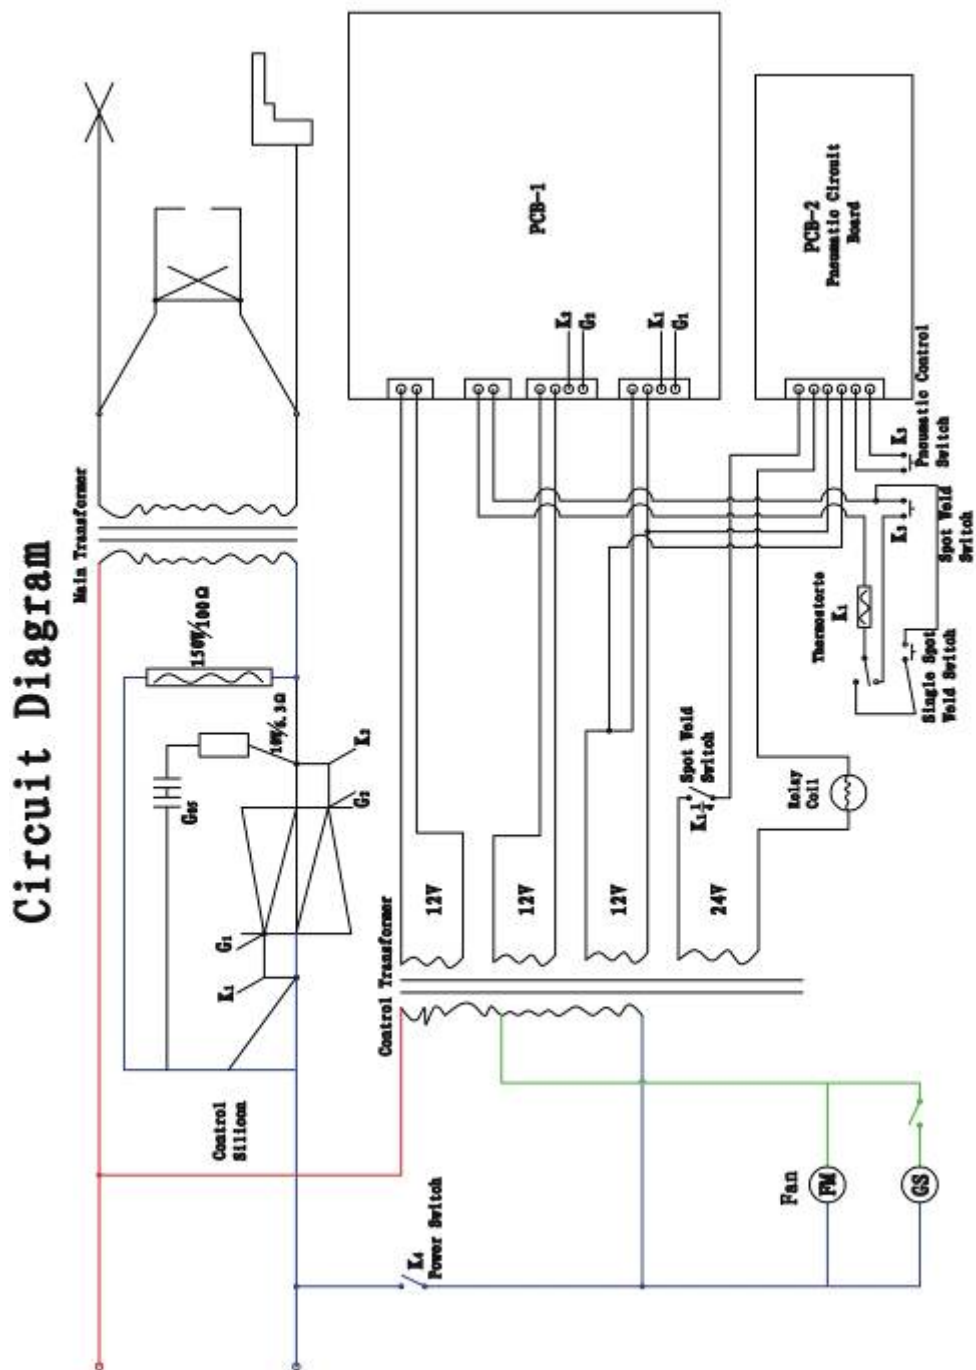 Circuit Diagram
Main Transformer
150W/100Ω
10W/6.3Ω
G05
K2
G2
G1
K1
Control
Silicon
PCB-1
K2
G2
K1
G1
PCB-2
Pneumatic Circuit
Board
K3
Pneumatic Control
Switch
K3
Spot Weld
Switch
Thermostorte
K1
Single Spot
Weld Switch
Spot Weld
Switch
Relay
Coil
12V
12V
12V
24V
Control Transformer
K4
Power Switch
Fan
FM
GS